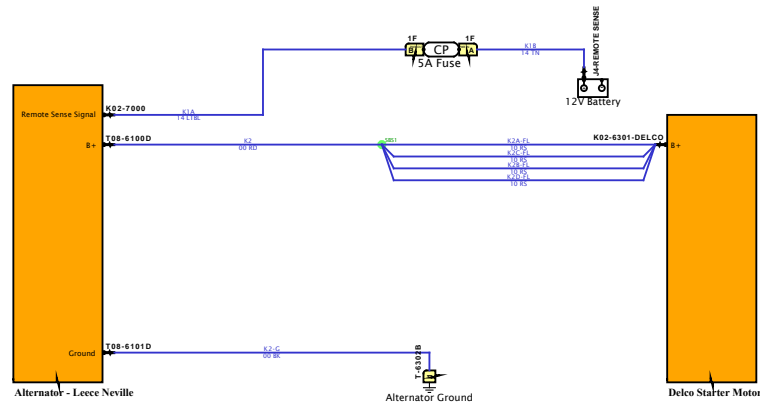 J4-REMOTE SENSE
1F
1F
K1B
14 TN
B
CP
A
5A Fuse
12V Battery
K02-7000
Remote Sense Signal
K1A
14 LTBL
T08-6100D
B+
K2
00 RD
SBS1
K2A-FL
10 RS
K2C-FL
10 RS
K2B-FL
10 RS
K2D-FL
10 RS
K02-6301-DELCO
B+
T08-6101D
Ground
K2-G
00 BK
T-6302B
Alternator Ground
Alternator - Leece Neville
Delco Starter Motor